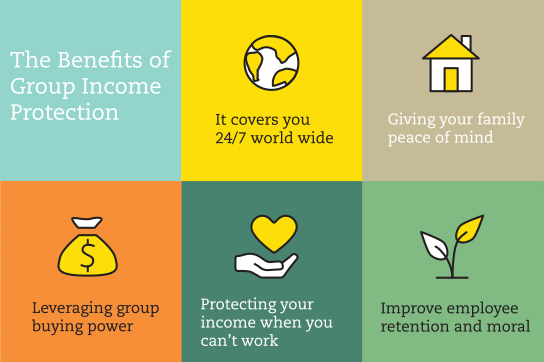 The Benefits of
Group Income
Protection
It covers you
24/7 world wide
Giving your family
peace of mind
Leveraging group
buying power
$
Protecting your
income when you
can't work
Improve employee
retention and moral